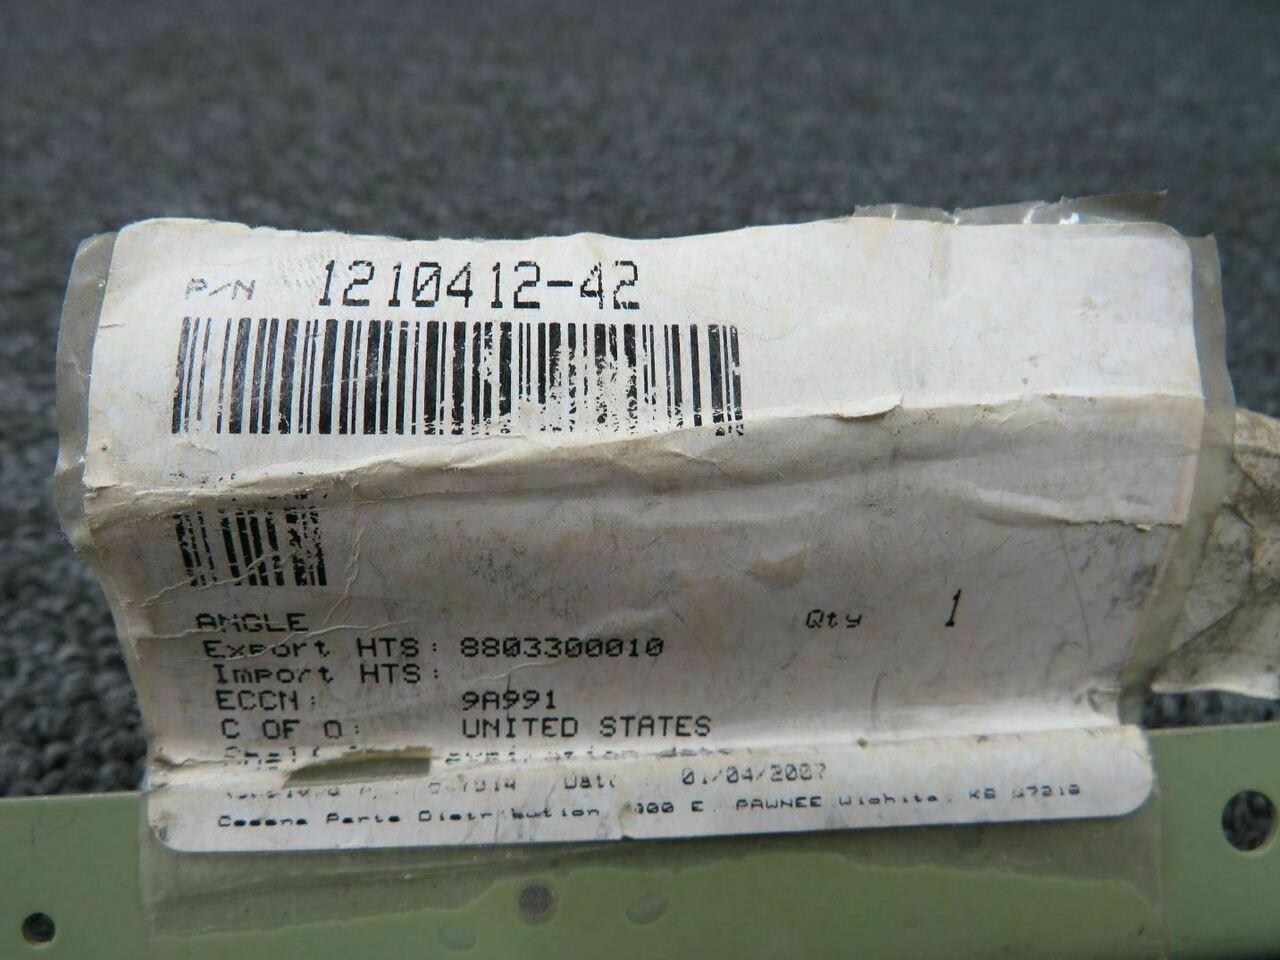 P/N 1210412-42
ANGLE Qty 1
Export HTS: 8803300010
Import HTS:
ECCN: 9A991
C OF O: UNITED STATES
expiration date
01/04/2007
Cessna Parts Distribution E. PAWNEE Wichita, KS